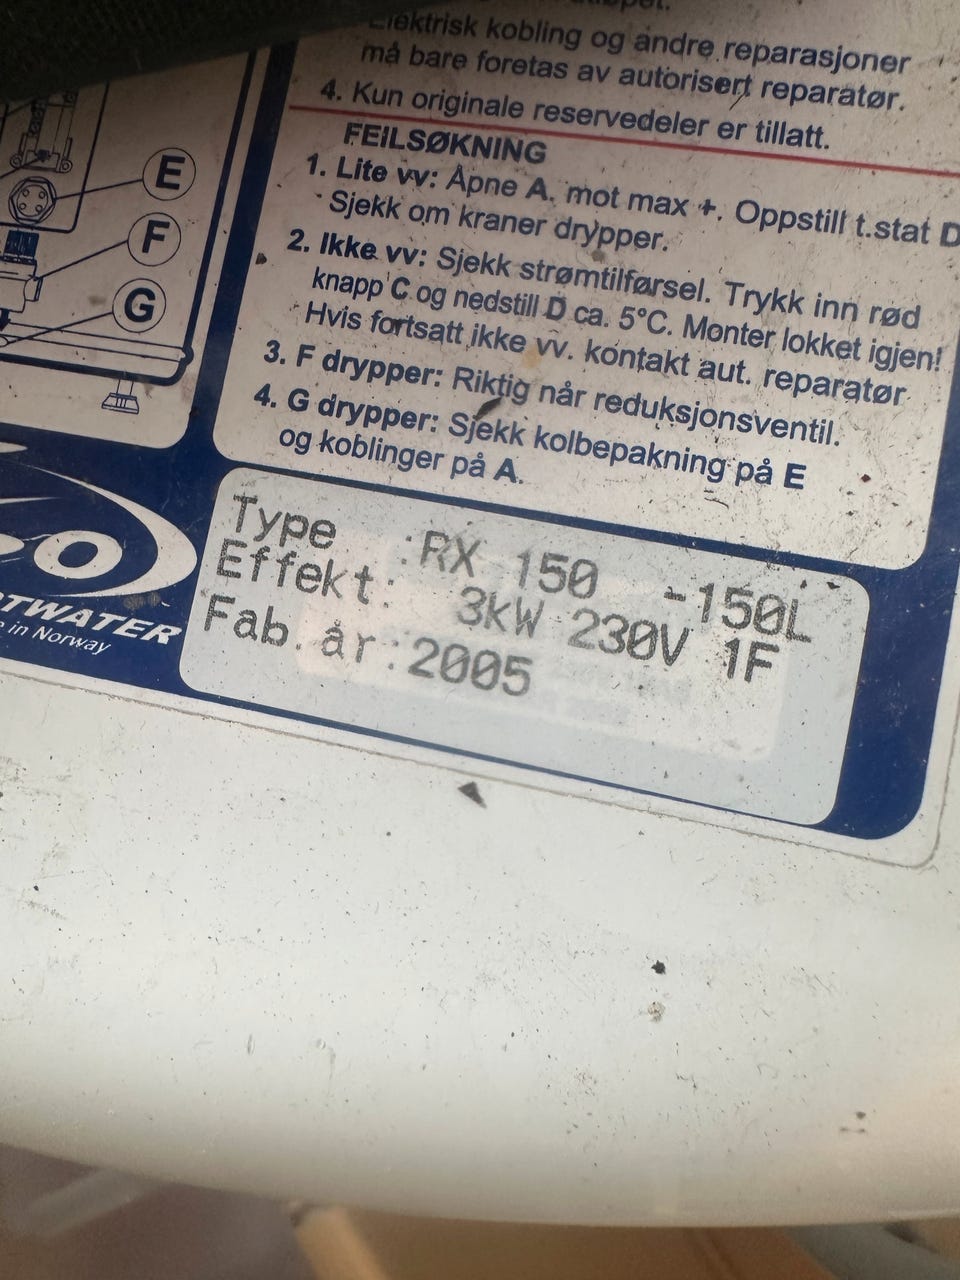 Elektrisk kobling og andre reparasjoner
må bare foretas av autorisert reparatør.
4. Kun originale reservedeler er tillatt.
FEILSØKNING
1. Lite vv: Åpne A. mot max +. Oppstill t.stat D
Sjekk om kraner drypper.
2. Ikke vv: Sjekk strømtilførsel. Trykk inn rød
knapp C og nedstill D ca. 5°C. Monter lokket igjen!
Hvis fortsatt ikke vv. kontakt aut. reparatør
3. F drypper: Riktig når reduksjonsventil.
4. G drypper: Sjekk kolbepakning på E
og koblinger på A.
E
F
G
in Norway
Type : RX 150 -150L
Effekt: 3kW 230V 1F
Fab. år: 2005